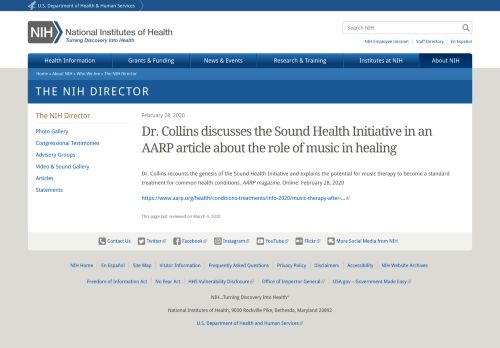 U.S. Department of Health & Human Services
NIH National Institutes of Health
Turning Discovery Into Health
Search NIH
NIH Employee Intranet Staff Directory En Español
Health Information Grants & Funding News & Events Research & Training Institutes at NIH About NIH
Home » About NIH » Who We Are » The NIH Director
THE NIH DIRECTOR
The NIH Director
Photo Gallery
Congressional Testimonies
Advisory Groups
Video & Sound Gallery
Articles
Statements
February 28, 2020
Dr. Collins discusses the Sound Health Initiative in an
AARP article about the role of music in healing
Dr. Collins recounts the genesis of the Sound Health Initiative and explains the potential for music therapy to become a standard
treatment for common health conditions. AARP magazine. Online: February 28, 2020
https://www.aarp.org/health/conditions-treatments/info-2020/music-therapy-after-...
This page last reviewed on March 6, 2020
Contact Us Twitter Facebook Instagram YouTube Flickr More Social Media from NIH
NIH Home En Español Site Map Visitor Information Frequently Asked Questions Privacy Policy Disclaimers Accessibility NIH Website Archives
Freedom of Information Act No Fear Act HHS Vulnerability Disclosure Office of Inspector General USA.gov – Government Made Easy
NIH...Turning Discovery Into Health®
National Institutes of Health, 9000 Rockville Pike, Bethesda, Maryland 20892
U.S. Department of Health and Human Services